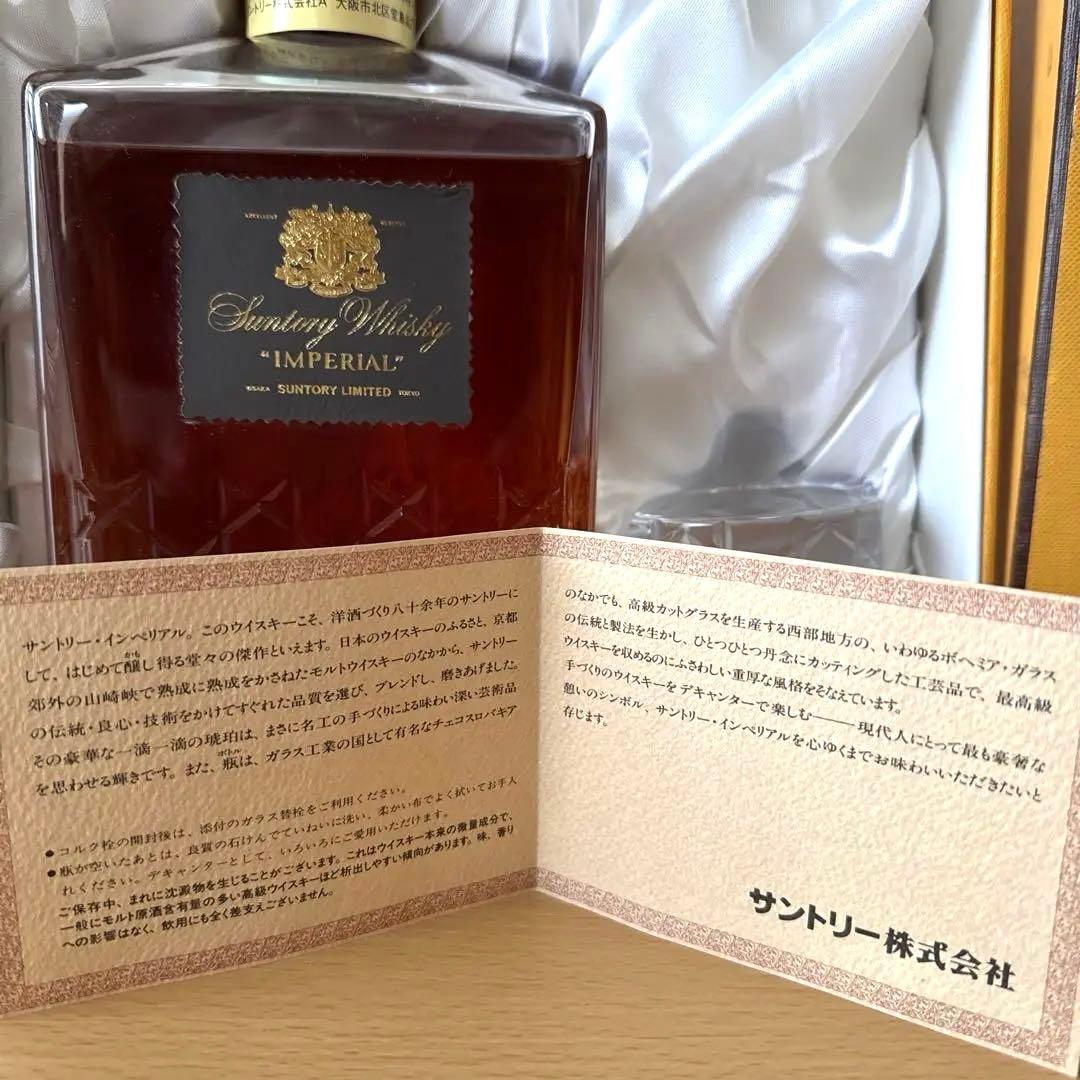 ントリー株式会社A 大阪市北区堂島
EXCELLENT
Suntory Whisky
"IMPERIAL"
OSAKA SUNTORY LIMITED TOKYO
サントリー・インペリアル。このウイスキーこそ、洋酒づくり八十余年のサントリーに
して、はじめて醸し得る堂々の傑作といえます。日本のウイスキーのふるさと、京都
郊外の山崎峡で熟成に熟成をかさねたモルトウイスキーのなかから、サントリー
の伝統・良心・技術をかけてすぐれた品質を選び、ブレンドし、磨きあげました。
その豪華な一滴一滴の琥珀は、まさに名工の手づくりによる味わい深い芸術品
を思わせる輝きです。また、瓶は、ガラス工業の国として有名なチェコスロバキア
●コルク栓の開封後は、添付のガラス替栓をご利用ください。
●瓶が空いたあとは、良質の石けんでていねいに洗い、柔かい布でよく拭いてお手入
れください。デキャンターとして、いろいろにご愛用いただけます。
ご保存中、まれに沈澱物を生じることがございます。これはウイスキー本来の微量成分で、
一般にモルト原酒含有量の多い高級ウイスキーほど析出しやすい傾向があります。味、香り
への影響はなく、飲用にも全く差支えございません。
のなかでも、高級カットグラスを生産する西部地方の、いわゆるボヘミア・ガラス
の伝統と製法を生かし、ひとつひとつ丹念にカッティングした工芸品で、最高級
ウイスキーを収めるのにふさわしい重厚な風格をそなえています。
手づくりのウイスキーをデキャンターで楽しむ——現代人にとって最も豪奢な
憩いのシンボル、サントリー・インペリアルを心ゆくまでお味わいいただきたいと
存じます。
サントリー株式会社